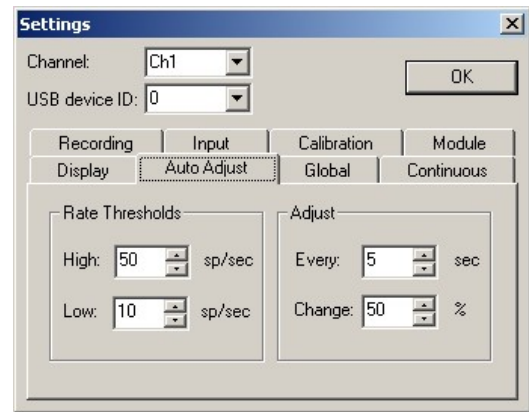 Settings
Channel: Ch1
OK
USB device ID: 0
Recording Input Calibration Module
Display Auto Adjust Global Continuous
Rate Thresholds
High: 50 sp/sec
Low: 10 sp/sec
Adjust
Every: 5 sec
Change: 50 %